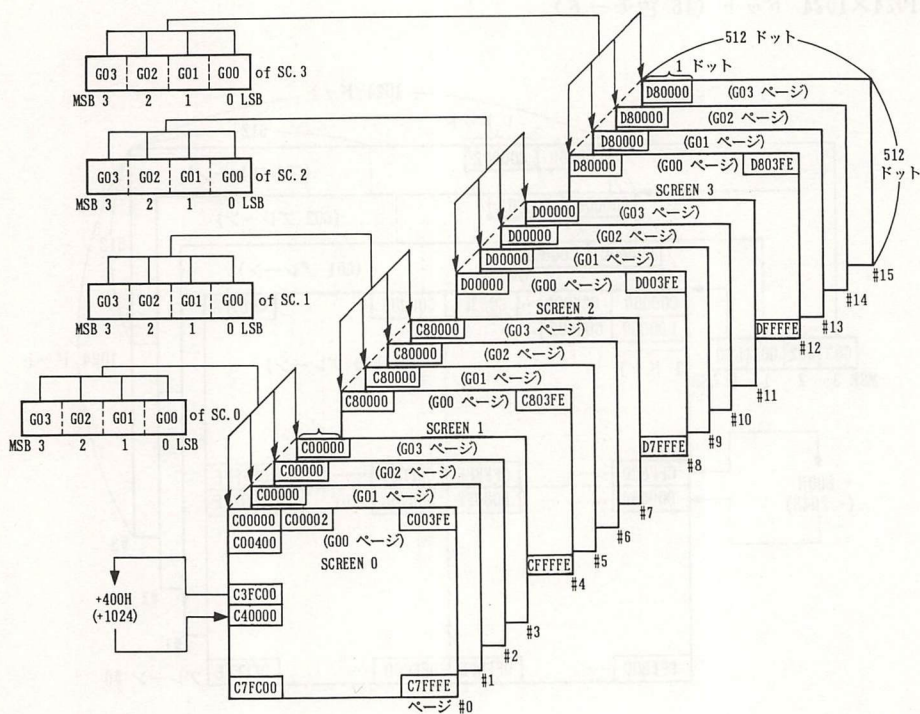 512 ドット
1 ドット
G03 G02 G01 G00 of SC.3
MSB 3 2 1 0 LSB
D80000 (G03 ページ)
D80000 (G02 ページ)
D80000 (G01 ページ)
D80000 (G00 ページ) D803FE
512
ドット
SCREEN 3
G03 G02 G01 G00 of SC.2
MSB 3 2 1 0 LSB
D00000 (G03 ページ)
D00000 (G02 ページ)
D00000 (G01 ページ)
D00000 (G00 ページ) D003FE
#15
#14
DFFFFE #13
#12
SCREEN 2
G03 G02 G01 G00 of SC.1
MSB 3 2 1 0 LSB
C80000 (G03 ページ)
C80000 (G02 ページ)
C80000 (G01 ページ)
C80000 (G00 ページ) C803FE
#11
#10
D7FFFE #9
#8
SCREEN 1
G03 G02 G01 G00 of SC.0
MSB 3 2 1 0 LSB
C00000 (G03 ページ)
C00000 (G02 ページ)
C00000 (G01 ページ)
C00000 C00002 C003FE
C00400 (G00 ページ)
SCREEN 0
#7
#6
CFFFFE #5
#4
C3FC00
+400H
(+1024)
C40000
#3
#2
#1
C7FC00 C7FFFE
ページ #0